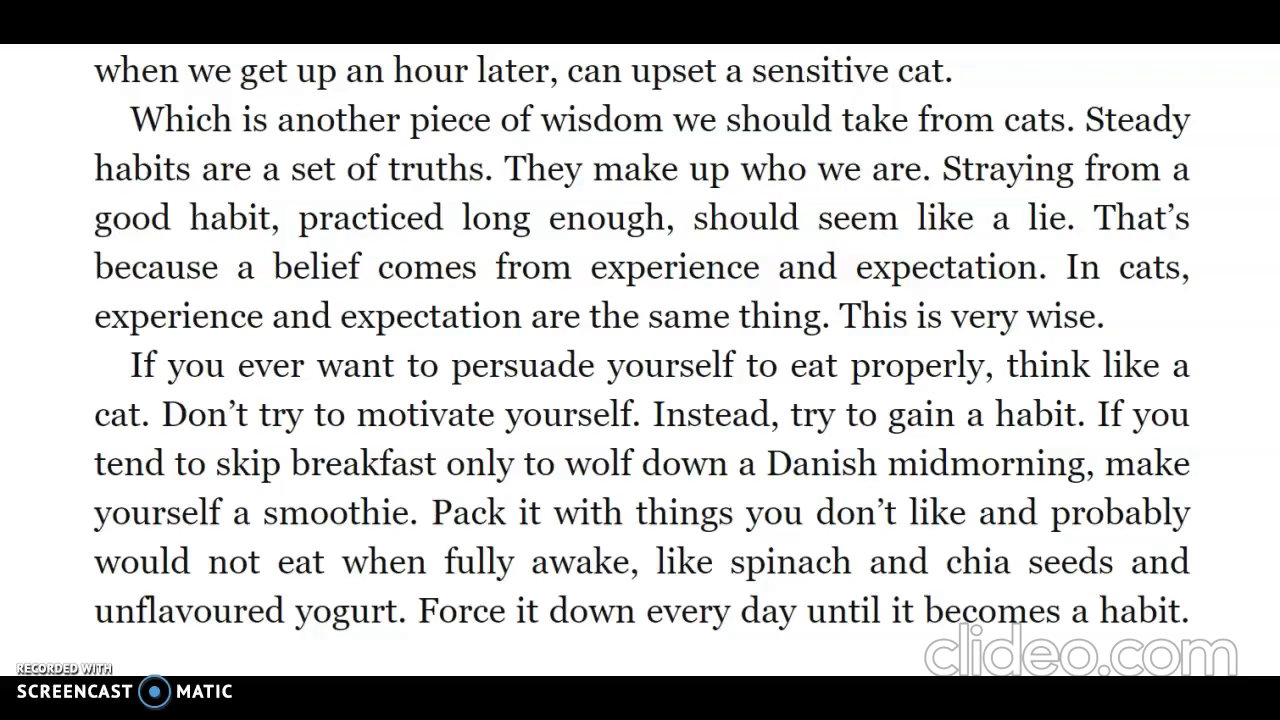 when we get up an hour later, can upset a sensitive cat.
Which is another piece of wisdom we should take from cats. Steady
habits are a set of truths. They make up who we are. Straying from a
good habit, practiced long enough, should seem like a lie. That’s
because a belief comes from experience and expectation. In cats,
experience and expectation are the same thing. This is very wise.
If you ever want to persuade yourself to eat properly, think like a
cat. Don’t try to motivate yourself. Instead, try to gain a habit. If you
tend to skip breakfast only to wolf down a Danish midmorning, make
yourself a smoothie. Pack it with things you don’t like and probably
would not eat when fully awake, like spinach and chia seeds and
unflavoured yogurt. Force it down every day until it becomes a habit.
clideo.com
RECORDED WITH
SCREENCAST MATIC